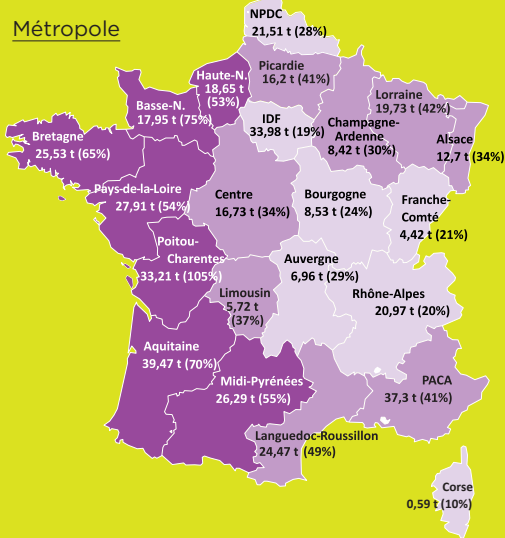 Métropole
NPDC
21,51 t (28%)
Picardie
16,2 t (41%)
Haute-N.
18,65 t
(53%)
Basse-N.
17,95 t (75%)
IDF
33,98 t (19%)
Champagne-
Ardenne
8,42 t (30%)
Lorraine
19,73 t (42%)
Alsace
12,7 t (34%)
Bretagne
25,53 t (65%)
Pays-de-la-Loire
27,91 t (54%)
Centre
16,73 t (34%)
Bourgogne
8,53 t (24%)
Franche-
Comté
4,42 t (21%)
Poitou-
Charentes
33,21 t (105%)
Limousin
5,72 t
(37%)
Auvergne
6,96 t (29%)
Rhône-Alpes
20,97 t (20%)
Aquitaine
39,47 t (70%)
Midi-Pyrénées
26,29 t (55%)
PACA
37,3 t (41%)
Languedoc-Roussillon
24,47 t (49%)
Corse
0,59 t (10%)